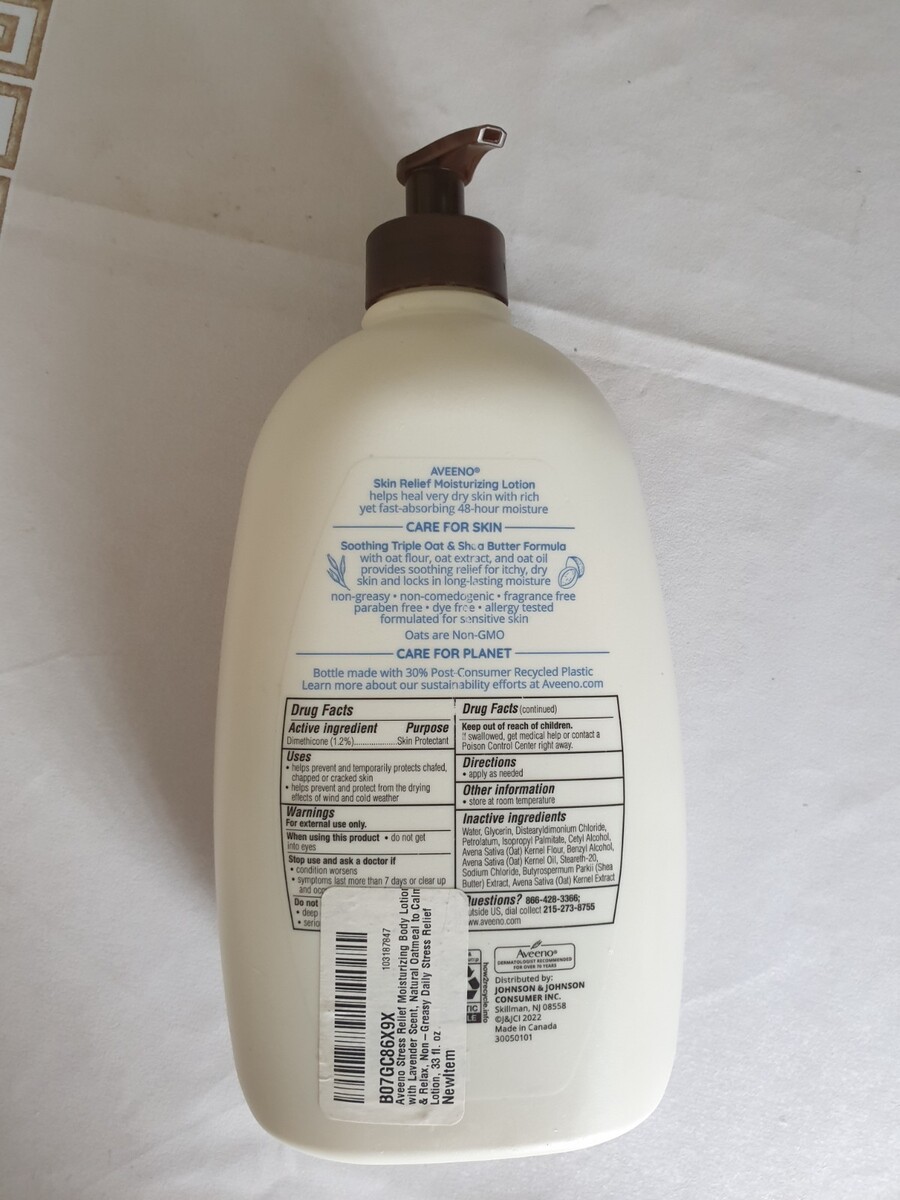 AVEENO®
Skin Relief Moisturizing Lotion
helps heal very dry skin with rich
yet fast-absorbing 48-hour moisture
CARE FOR SKIN
Soothing Triple Oat & Shea Butter Formula
with oat flour, oat extract, and oat oil
provides soothing relief for itchy, dry
skin and locks in long-lasting moisture
non-greasy • non-comedogenic • fragrance free
paraben free • dye free • allergy tested
formulated for sensitive skin
Oats are Non-GMO
CARE FOR PLANET
Bottle made with 30% Post-Consumer Recycled Plastic
Learn more about our sustainability efforts at Aveeno.com
Drug Facts
Active ingredient Purpose
Dimethicone (1.2%)....................Skin Protectant
Uses
• helps prevent and temporarily protects chafed,
chapped or cracked skin
• helps prevent and protect from the drying
effects of wind and cold weather
Warnings
For external use only.
When using this product • do not get
into eyes
Stop use and ask a doctor if
• condition worsens
• symptoms last more than 7 days or clear up
and
Do not
• deep
Drug Facts (continued)
Keep out of reach of children.
If swallowed, get medical help or contact a
Poison Control Center right away.
Directions
• apply as needed
Other information
• store at room temperature
Inactive ingredients
Water, Glycerin, Distearyldimonium Chloride,
Petrolatum, Isopropyl Palmitate, Cetyl Alcohol,
Avena Sativa (Oat) Kernel Flour, Benzyl Alcohol,
Avena Sativa (Oat) Kernel Oil, Steareth-20,
Sodium Chloride, Butyrospermum Parkii (Shea
Butter) Extract, Avena Sativa (Oat) Kernel Extract
Questions? 866-428-3366;
outside US, dial collect 215-273-8755
www.aveeno.com
103187847
B07GC86X9X
Aveeno Stress Relief Moisturizing Body Lotion
with Lavender Scent, Natural Oatmeal to Calm
& Relax, Non-Greasy Daily Stress Relief
Lotion, 33 fl. oz
NewItem
how2recycle.info
Aveeno®
DERMATOLOGIST RECOMMENDED
FOR OVER 70 YEARS
Distributed by:
JOHNSON & JOHNSON
CONSUMER INC.
Skillman, NJ 08558
©J&JCI 2022
Made in Canada
30050101